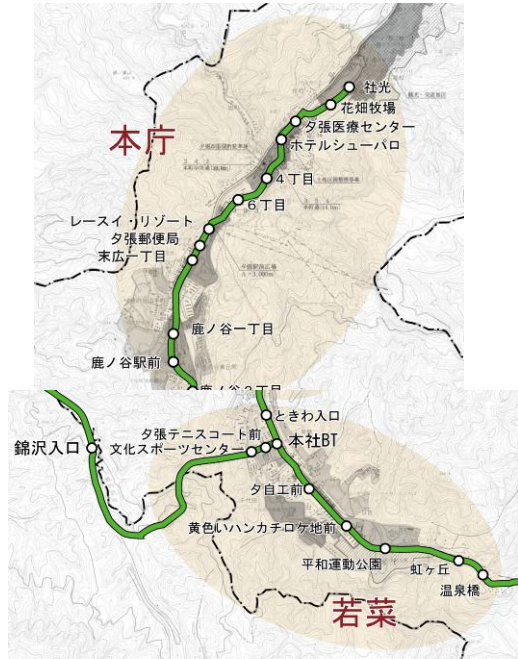 社光
花畑牧場
夕張医療センター
ホテルシューパロ
本庁
4丁目
6丁目
レースイ・リゾート
夕張郵便局
末広一丁目
鹿ノ谷一丁目
鹿ノ谷駅前
鹿ノ谷3丁目
ときわ入口
夕張テニスコート前
本社BT
錦沢入口
文化スポーツセンター
夕自工前
黄色いハンカチロケ地前
平和運動公園
虹ヶ丘
温泉橋
若菜